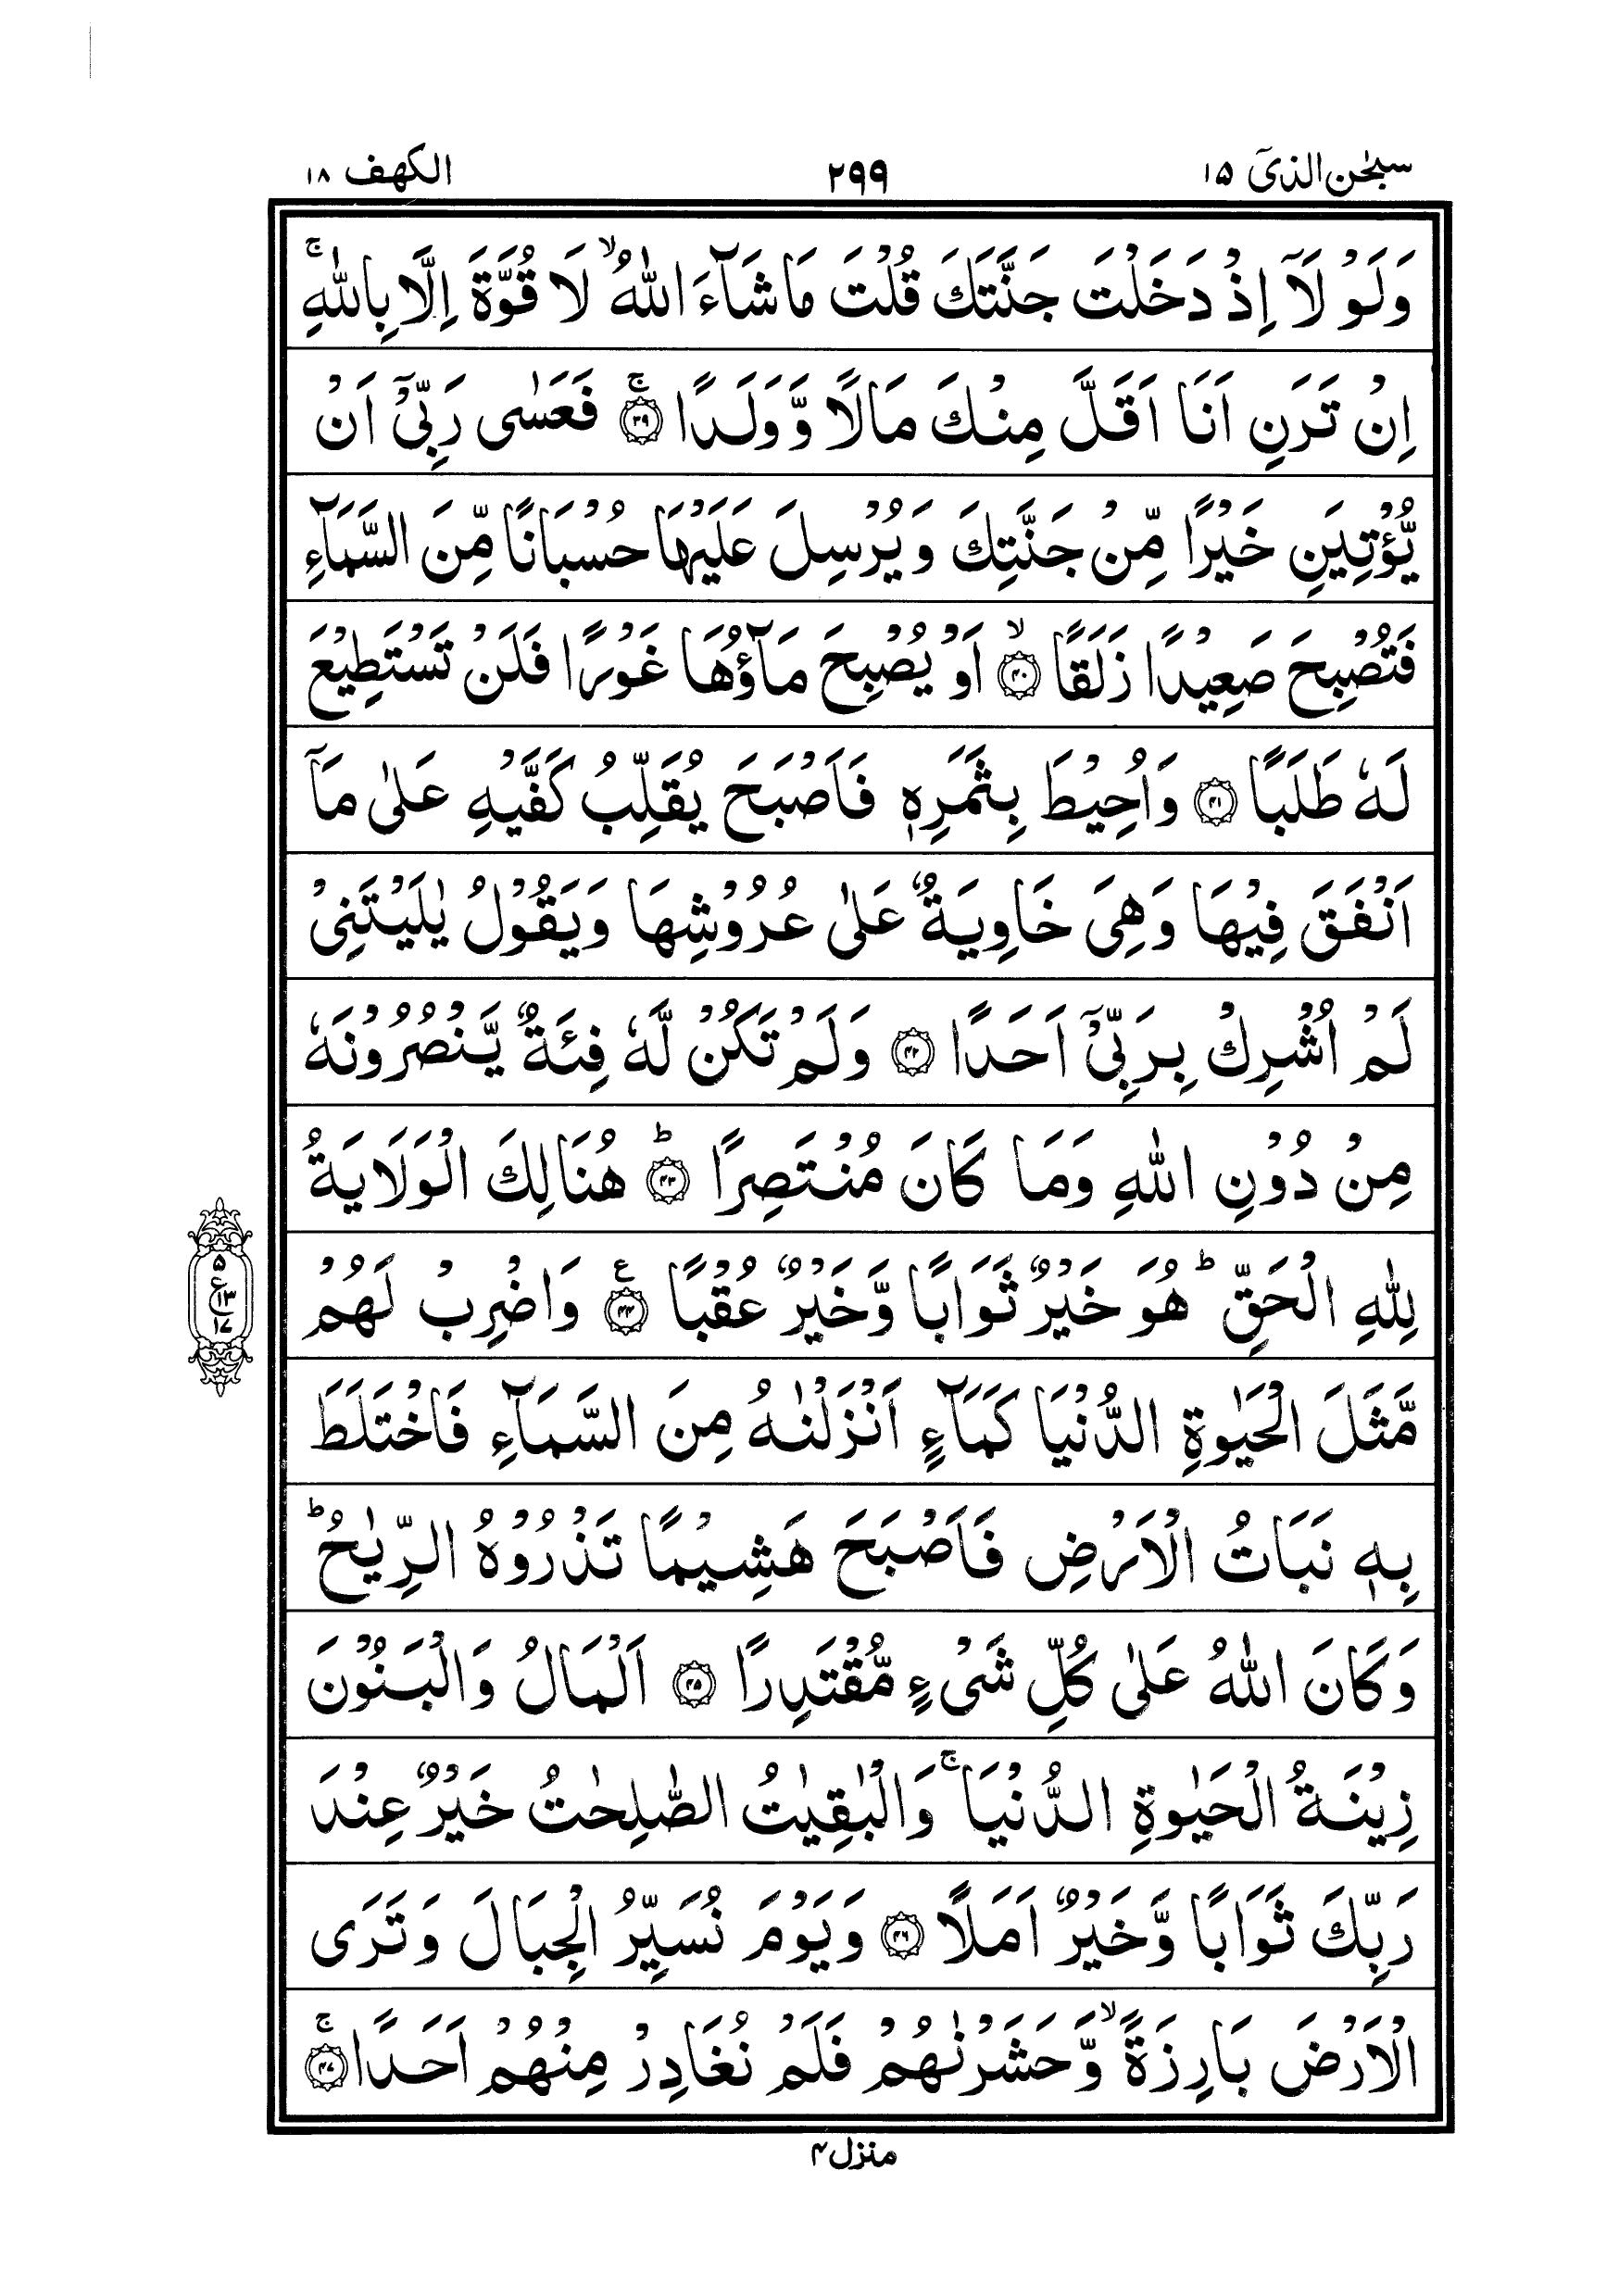 سبحٰن الذیٓ ١٥
٢٩٩
الکهف ١٨
وَلَوْ لَاۤ اِذْ دَخَلْتَ جَنَّتَكَ قُلْتَ مَا شَآءَ اللّٰهُ ۙ لَا قُوَّةَ اِلَّا بِاللّٰهِ ۚ
اِنْ تَرَنِ اَنَا اَقَلَّ مِنْكَ مَالًا وَّوَلَدًا ۚ‏﴿٣٩﴾ فَعَسٰى رَبِّىْۤ اَنْ
يُّؤْتِيَنِ خَيْرًا مِّنْ جَنَّتِكَ وَيُرْسِلَ عَلَيْهَا حُسْبَانًا مِّنَ السَّمَآءِ
فَتُصْبِحَ صَعِيْدًا زَلَقًا ۙ‏﴿٤٠﴾ اَوْ يُصْبِحَ مَآؤُهَا غَوْرًا فَلَنْ تَسْتَطِيْعَ
لَهٗ طَلَبًا ﴿٤١﴾ وَاُحِيْطَ بِثَمَرِهٖ فَاَصْبَحَ يُقَلِّبُ كَفَّيْهِ عَلٰى مَاۤ
اَنْفَقَ فِيْهَا وَهِىَ خَاوِيَةٌ عَلٰى عُرُوْشِهَا وَيَقُوْلُ يٰلَيْتَنِىْ
لَمْ اُشْرِكْ بِرَبِّىْۤ اَحَدًا ﴿٤٢﴾ وَلَمْ تَكُنْ لَّهٗ فِئَةٌ يَّنْصُرُوْنَهٗ
مِنْ دُوْنِ اللّٰهِ وَمَا كَانَ مُنْتَصِرًا ؕ‏﴿٤٣﴾ هُنَالِكَ الْوَلَايَةُ
لِلّٰهِ الْحَقِّ ؕ هُوَ خَيْرٌ ثَوَابًا وَّخَيْرٌ عُقْبًا ﴿٤٤﴾ ع وَاضْرِبْ لَهُمْ
٥
ع ١٣
١٧
مَّثَلَ الْحَيٰوةِ الدُّنْيَا كَمَآءٍ اَنْزَلْنٰهُ مِنَ السَّمَآءِ فَاخْتَلَطَ
بِهٖ نَبَاتُ الْاَرْضِ فَاَصْبَحَ هَشِيْمًا تَذْرُوْهُ الرِّيٰحُ ؕ
وَكَانَ اللّٰهُ عَلٰى كُلِّ شَىْءٍ مُّقْتَدِرًا ﴿٤٥﴾ اَلْمَالُ وَالْبَنُوْنَ
زِيْنَةُ الْحَيٰوةِ الدُّنْيَا ۚ وَالْبٰقِيٰتُ الصّٰلِحٰتُ خَيْرٌ عِنْدَ
رَبِّكَ ثَوَابًا وَّخَيْرٌ اَمَلًا ﴿٤٦﴾ وَيَوْمَ نُسَيِّرُ الْجِبَالَ وَتَرَى
الْاَرْضَ بَارِزَةً ۙ وَّحَشَرْنٰهُمْ فَلَمْ نُغَادِرْ مِنْهُمْ اَحَدًا ۚ‏﴿٤٧﴾
منزل ٤